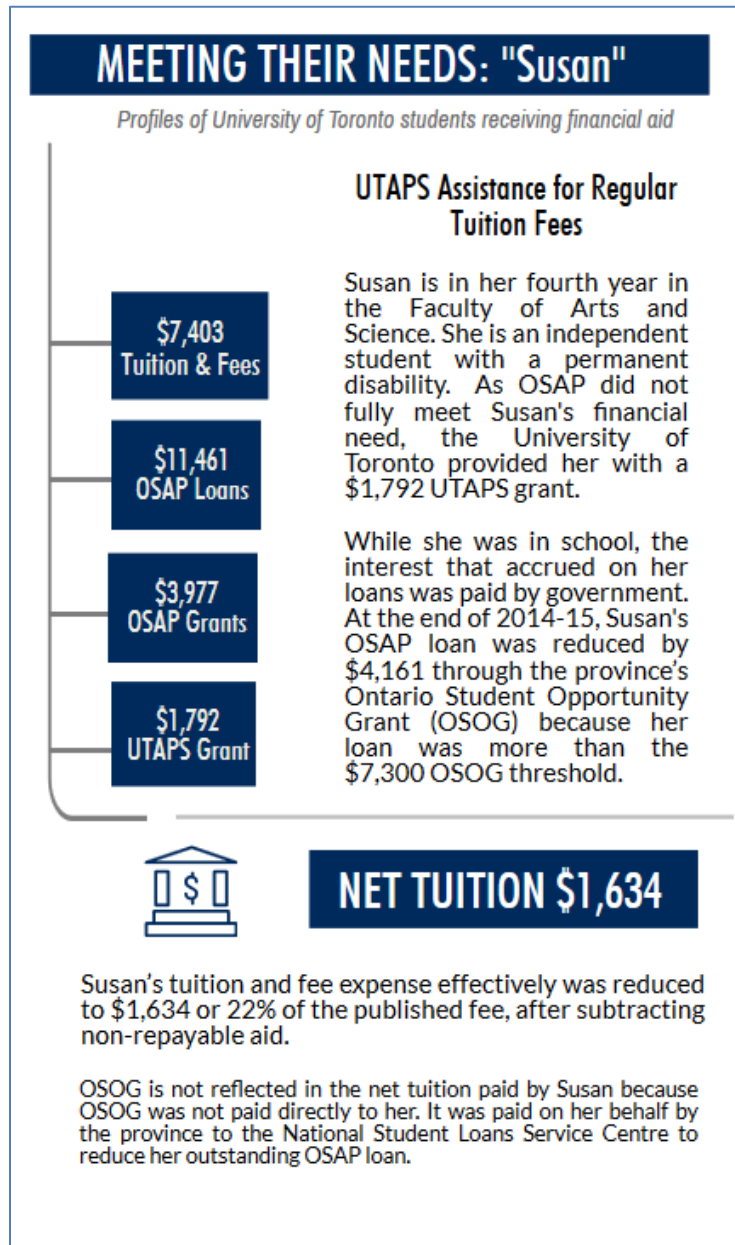 MEETING THEIR NEEDS: "Susan"
Profiles of University of Toronto students receiving financial aid
UTAPS Assistance for Regular
Tuition Fees
$7,403
Tuition & Fees
$11,461
OSAP Loans
$3,977
OSAP Grants
$1,792
UTAPS Grant
Susan is in her fourth year in
the Faculty of Arts and
Science. She is an independent
student with a permanent
disability. As OSAP did not
fully meet Susan's financial
need, the University of
Toronto provided her with a
$1,792 UTAPS grant.
While she was in school, the
interest that accrued on her
loans was paid by government.
At the end of 2014-15, Susan's
OSAP loan was reduced by
$4,161 through the province's
Ontario Student Opportunity
Grant (OSOG) because her
loan was more than the
$7,300 OSOG threshold.
$
NET TUITION $1,634
Susan's tuition and fee expense effectively was reduced
to $1,634 or 22% of the published fee, after subtracting
non-repayable aid.
OSOG is not reflected in the net tuition paid by Susan because
OSOG was not paid directly to her. It was paid on her behalf by
the province to the National Student Loans Service Centre to
reduce her outstanding OSAP loan.